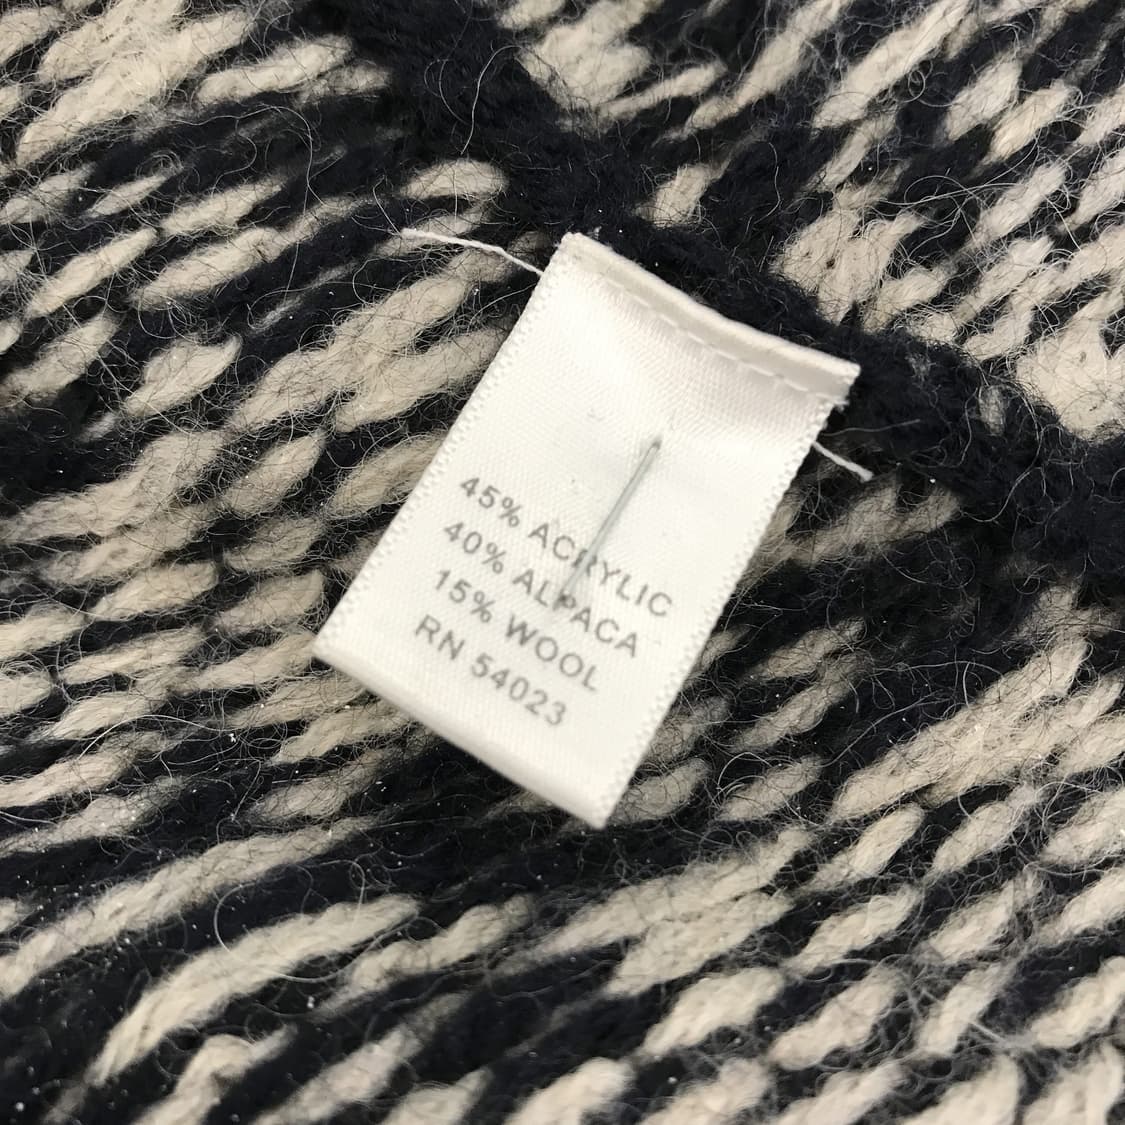 45% ACRYLIC
40% ALPACA
15% WOOL
RN 54023